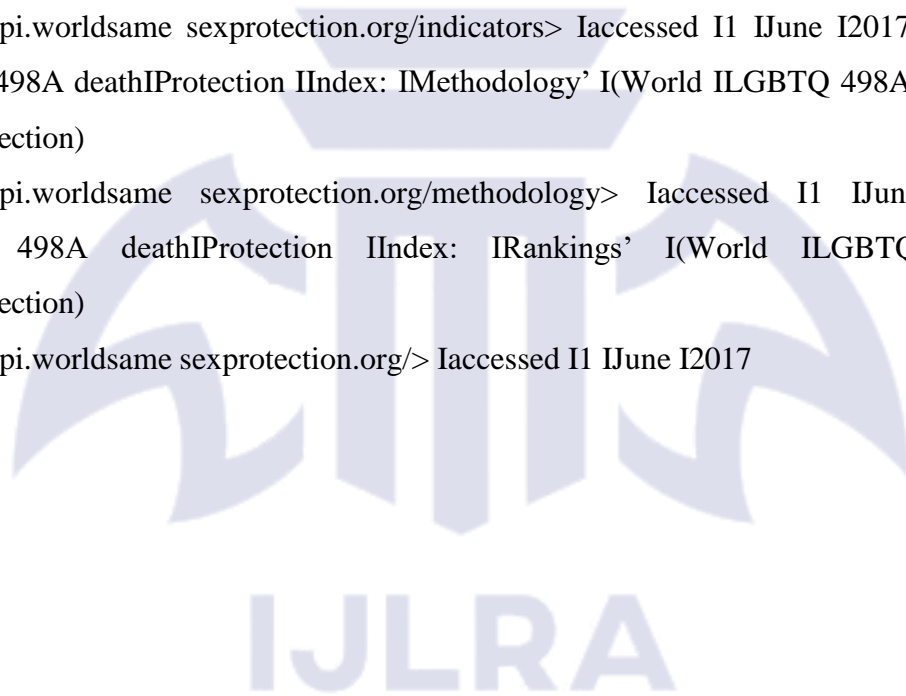 pi.worldsame sexprotection.org/indicators> Iaccessed I1 IJune I2017
498A deathIProtection IIndex: IMethodology’ I(World ILGBTQ 498A
ection)
pi.worldsame sexprotection.org/methodology> Iaccessed I1 IJun
498A deathIProtection IIndex: IRankings’ I(World ILGBTQ
ection)
pi.worldsame sexprotection.org/> Iaccessed I1 IJune I2017
IJLRA